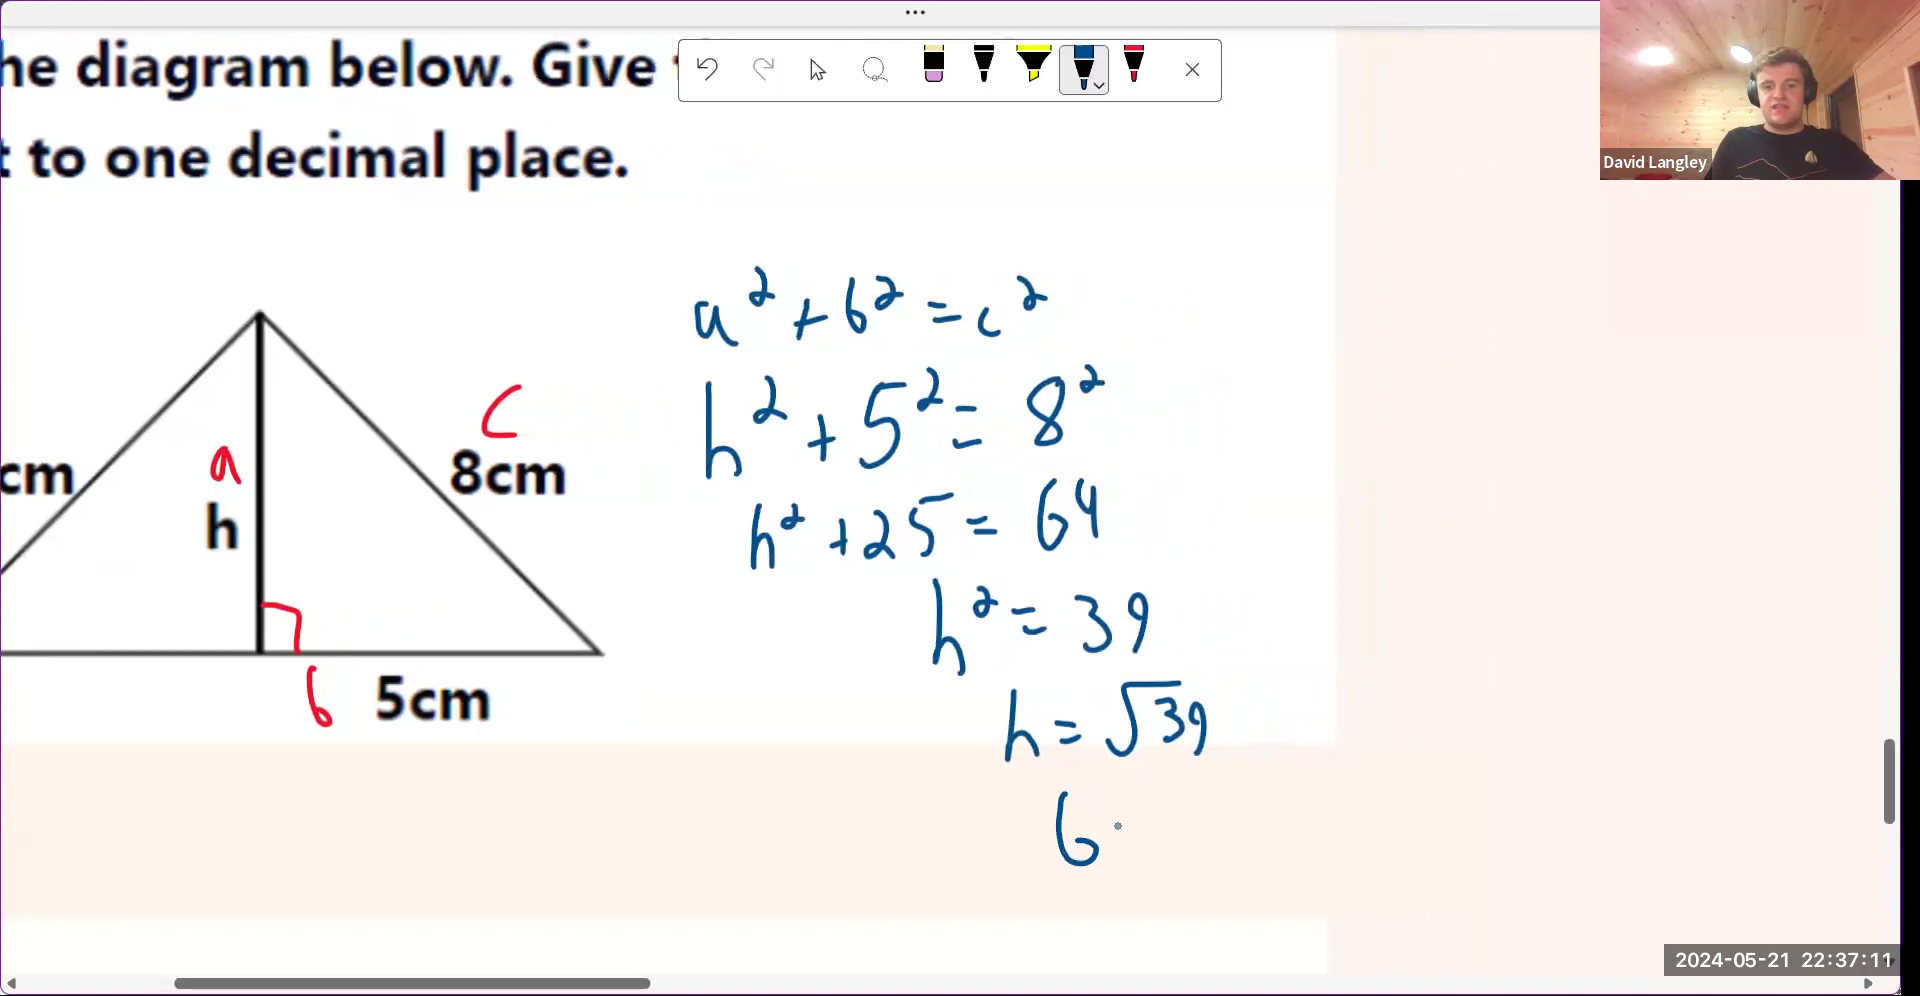 he diagram below. Give
t to one decimal place.
David Langley
a² + b² = c²
h² + 5² = 8²
h² + 25 = 64
h² = 39
h = √39
6
c
a
cm
8cm
h
b
5cm
2024-05-21 22:37:11